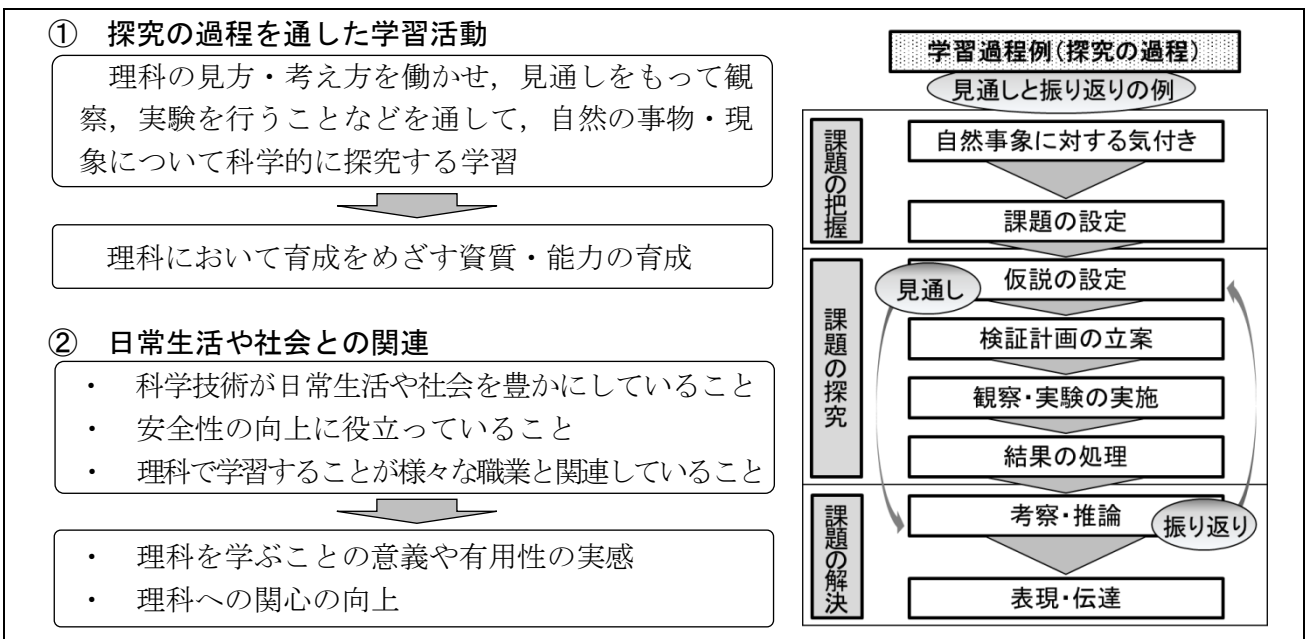 ① 探究の過程を通した学習活動
理科の見方・考え方を働かせ，見通しをもって観
察，実験を行うことなどを通して，自然の事物・現
象について科学的に探究する学習
理科において育成をめざす資質・能力の育成
② 日常生活や社会との関連
・ 科学技術が日常生活や社会を豊かにしていること
・ 安全性の向上に役立っていること
・ 理科で学習することが様々な職業と関連していること
・ 理科を学ぶことの意義や有用性の実感
・ 理科への関心の向上
学習過程例(探究の過程)
見通しと振り返りの例
課題の把握
自然事象に対する気付き
課題の設定
課題の探究
見通し
仮説の設定
検証計画の立案
観察･実験の実施
結果の処理
課題の解決
考察･推論
振り返り
表現･伝達